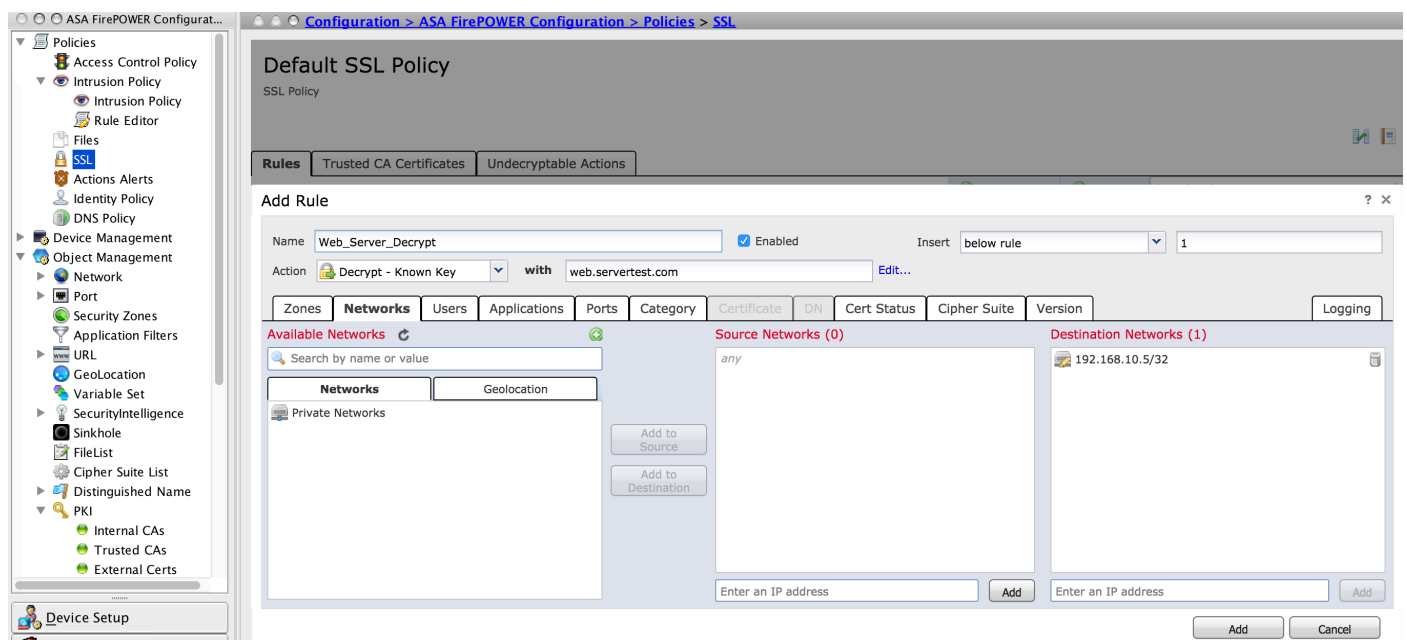 ASA FirePOWER Configurat...
Policies
Access Control Policy
Intrusion Policy
Intrusion Policy
Rule Editor
Files
SSL
Actions Alerts
Identity Policy
DNS Policy
Device Management
Object Management
Network
Port
Security Zones
Application Filters
www URL
GeoLocation
Variable Set
SecurityIntelligence
Sinkhole
FileList
Cipher Suite List
Distinguished Name
PKI
Internal CAs
Trusted CAs
External Certs
Device Setup
Configuration > ASA FirePOWER Configuration > Policies > SSL
Default SSL Policy
SSL Policy
Rules Trusted CA Certificates Undecryptable Actions
Add Rule ? ×
Name Web_Server_Decrypt Enabled Insert below rule 1
Action Decrypt - Known Key with web.servertest.com Edit...
Zones Networks Users Applications Ports Category Certificate DN Cert Status Cipher Suite Version Logging
Available Networks Source Networks (0) Destination Networks (1)
Search by name or value any 192.168.10.5/32
Networks Geolocation
Private Networks
Add to Source
Add to Destination
Enter an IP address Add Enter an IP address Add
Add Cancel